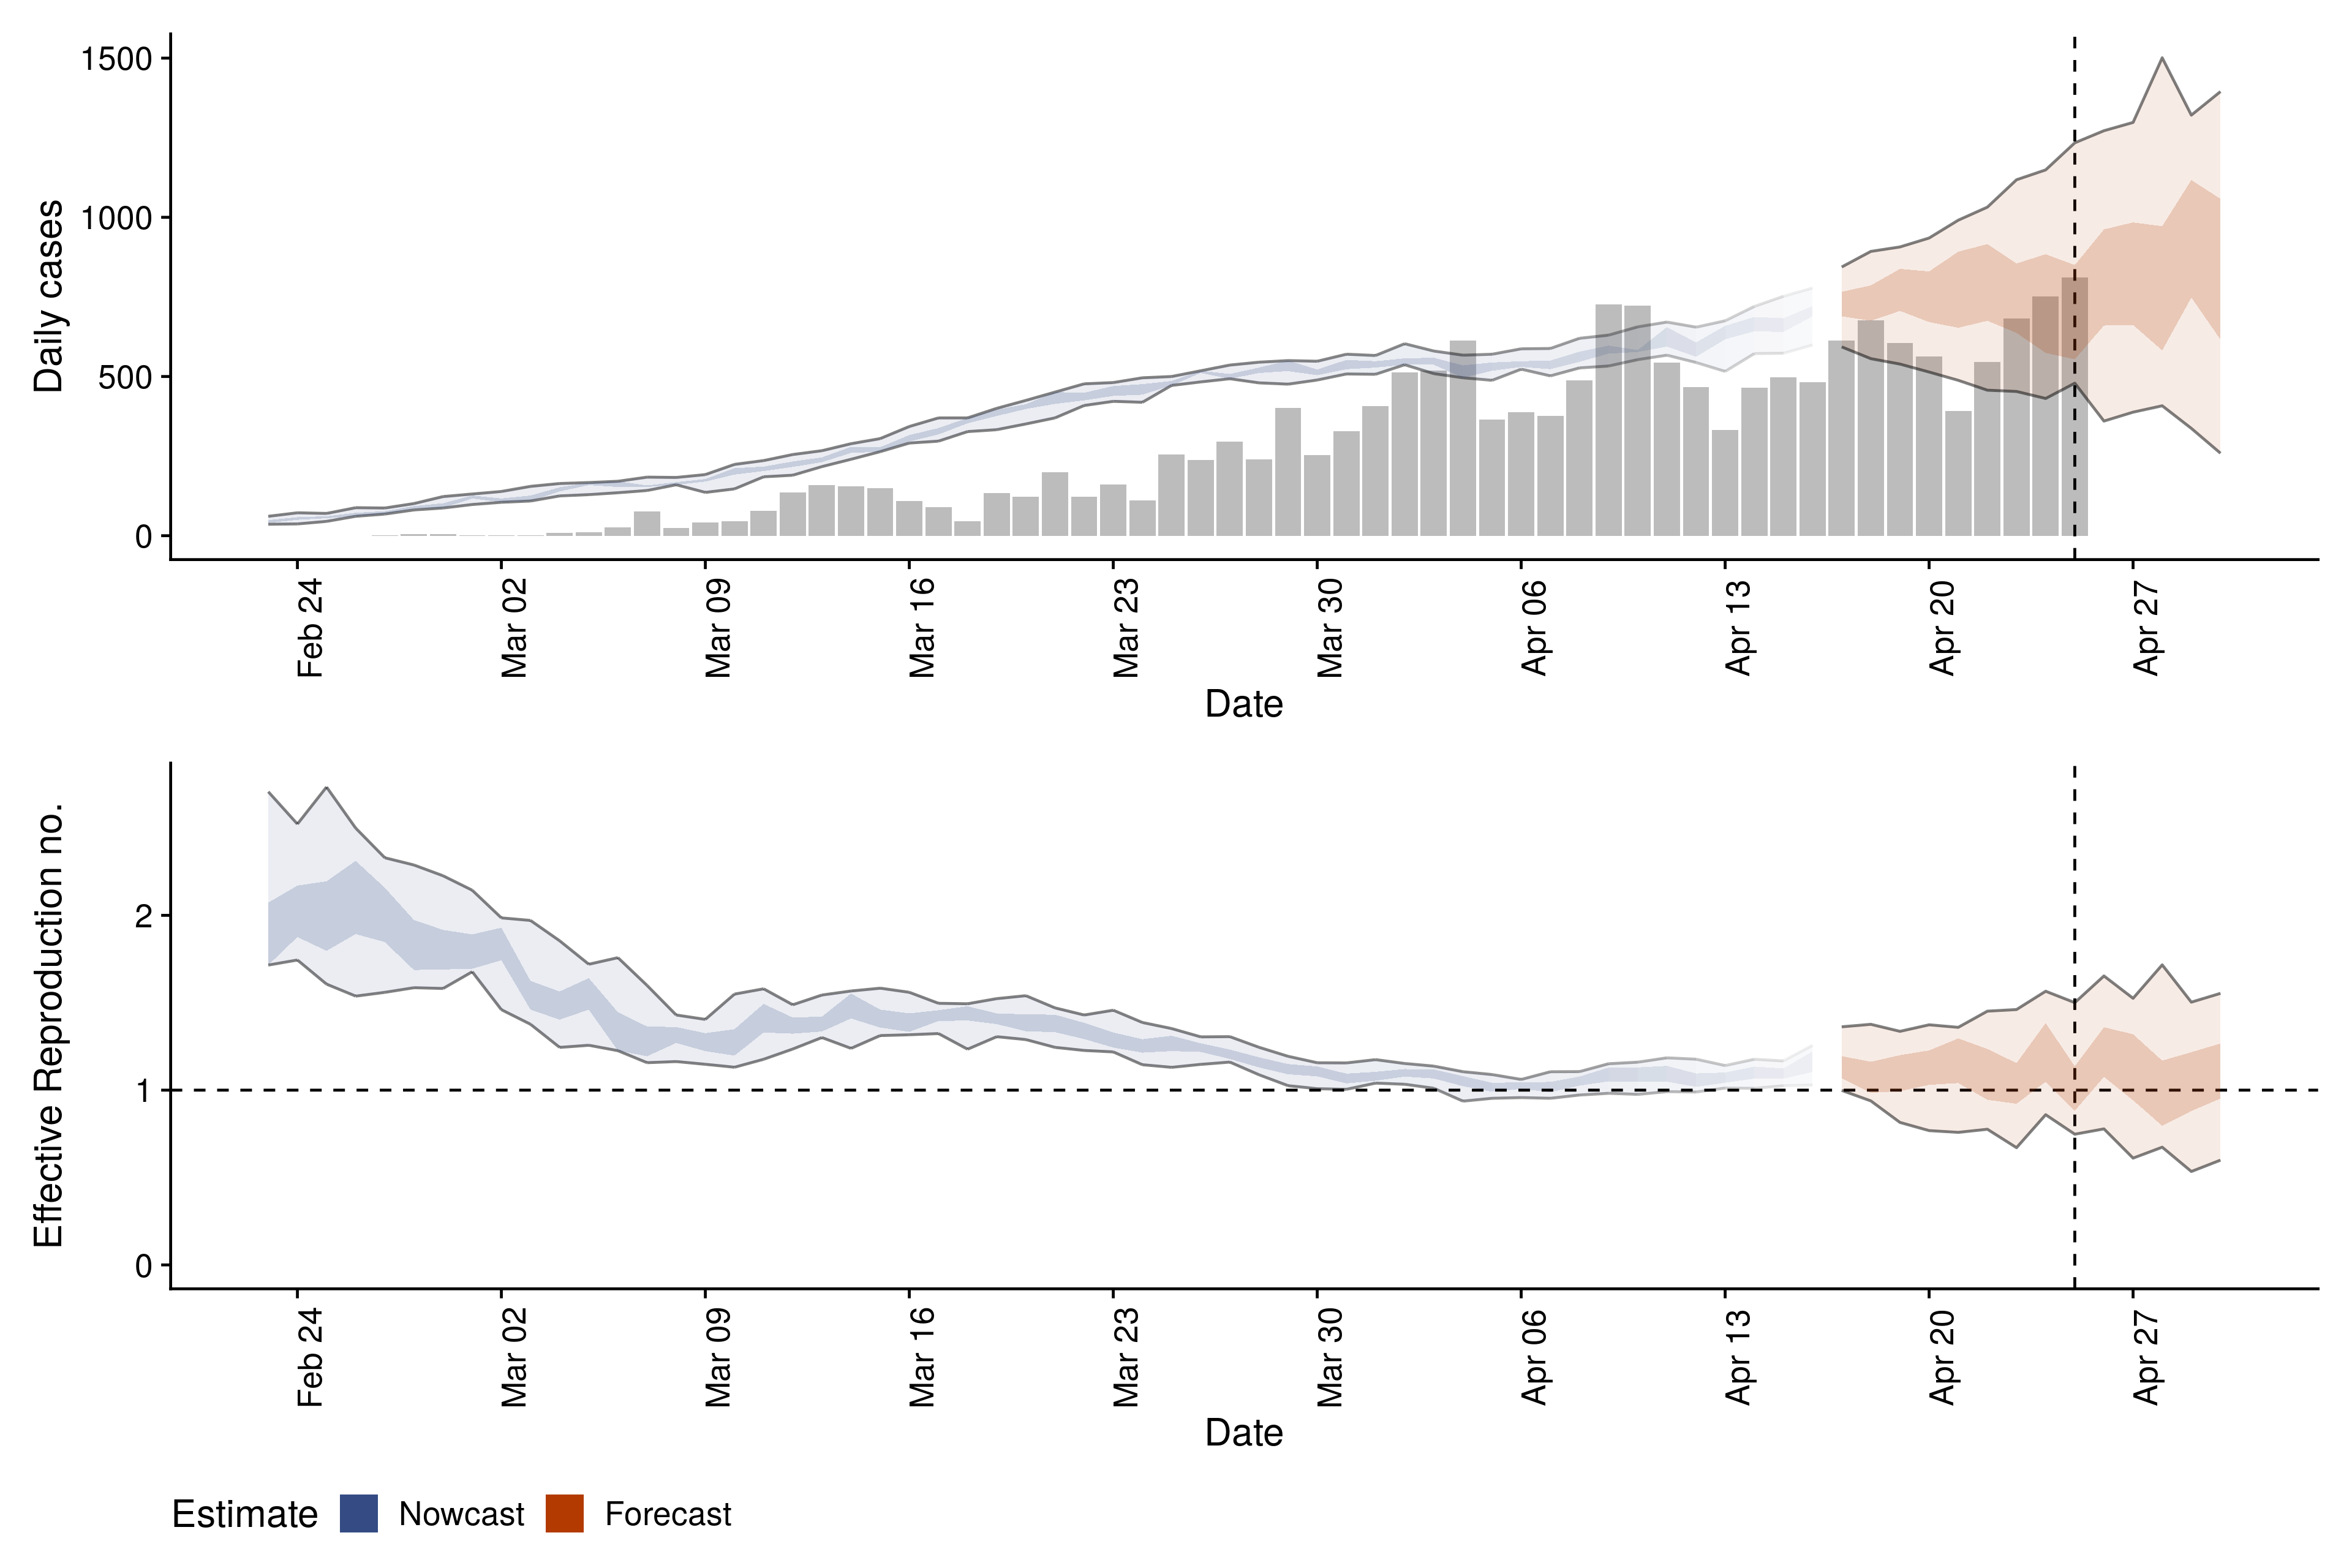 1500
1000
500
0
Daily cases
Feb 24
Mar 02
Mar 09
Mar 16
Mar 23
Mar 30
Apr 06
Apr 13
Apr 20
Apr 27
Date
2
1
0
Effective Reproduction no.
Feb 24
Mar 02
Mar 09
Mar 16
Mar 23
Mar 30
Apr 06
Apr 13
Apr 20
Apr 27
Date
Estimate Nowcast Forecast